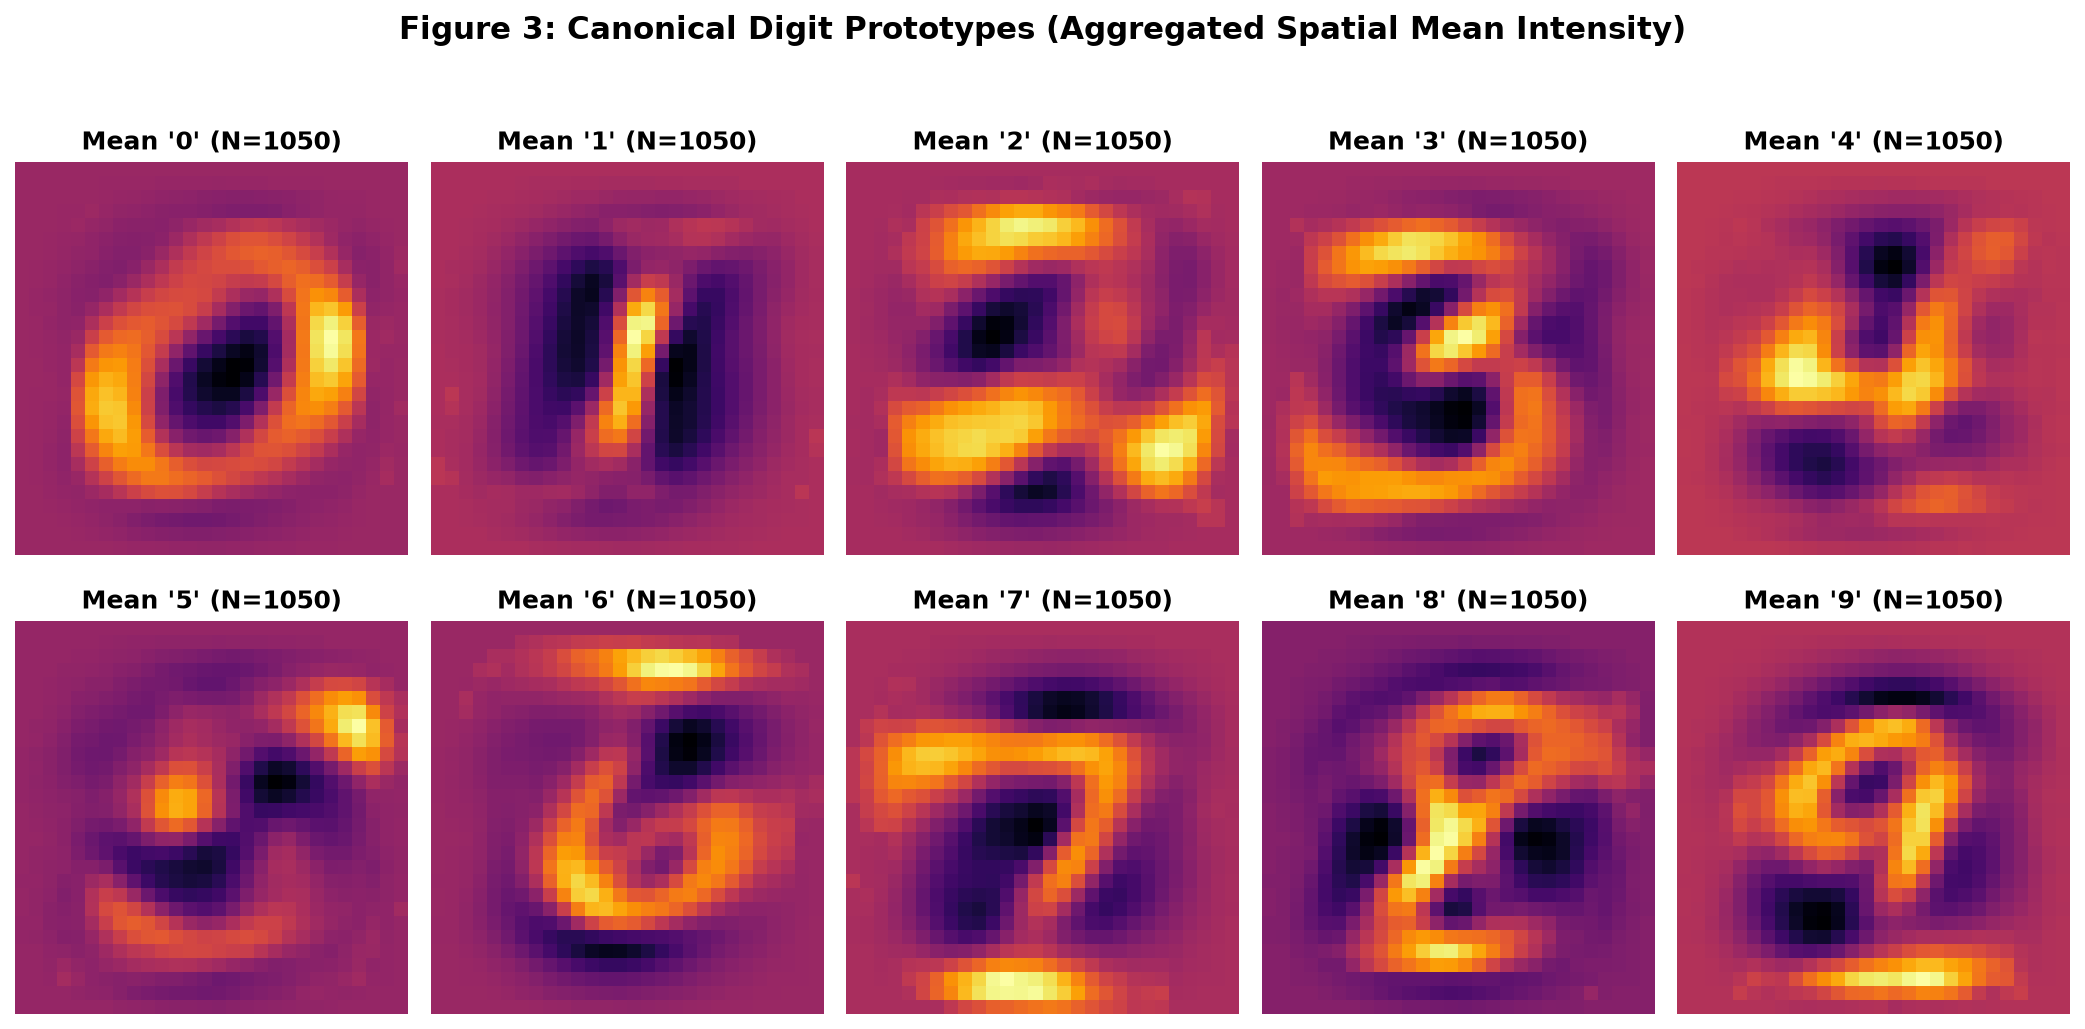 Figure 3: Canonical Digit Prototypes (Aggregated Spatial Mean Intensity)
Mean '0' (N=1050)
Mean '1' (N=1050)
Mean '2' (N=1050)
Mean '3' (N=1050)
Mean '4' (N=1050)
Mean '5' (N=1050)
Mean '6' (N=1050)
Mean '7' (N=1050)
Mean '8' (N=1050)
Mean '9' (N=1050)